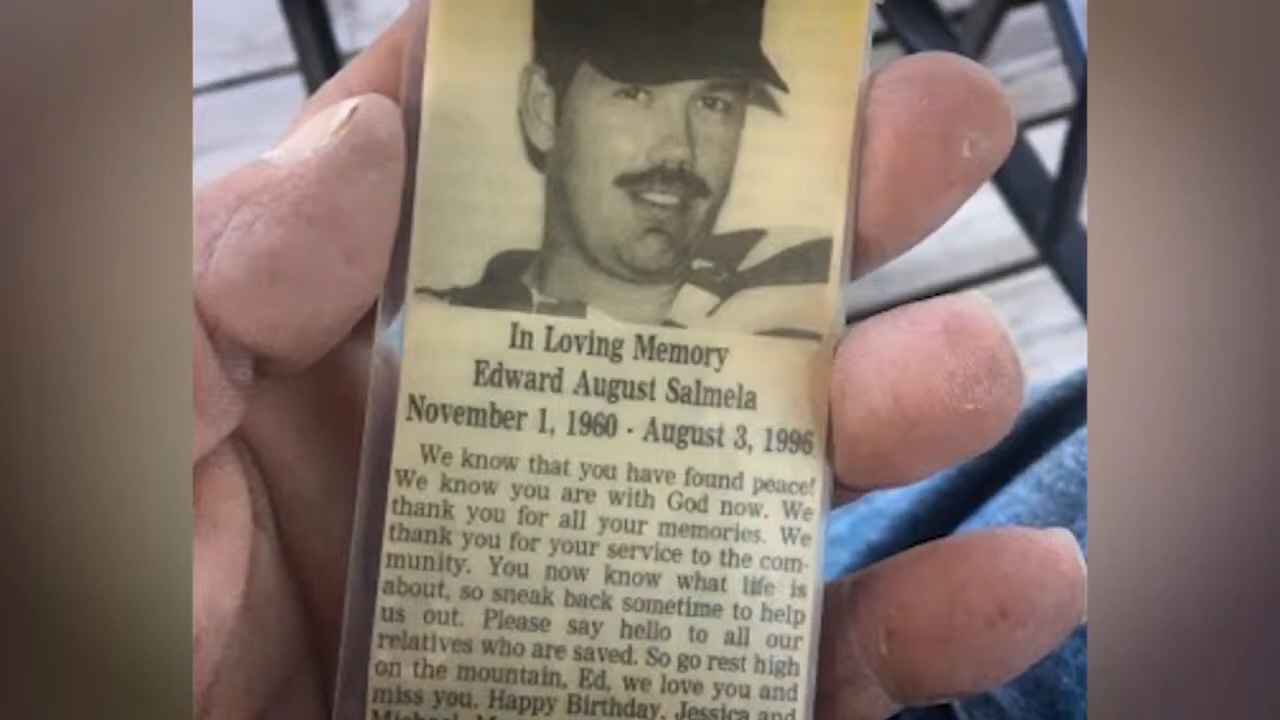 In Loving Memory
Edward August Salmela
November 1, 1960 - August 3, 1996
We know that you have found peace!
We know you are with God now. We
thank you for all your memories. We
thank you for your service to the com-
munity. You now know what life is
about, so sneak back sometime to help
us out. Please say hello to all our
relatives who are saved. So go rest high
on the mountain, Ed, we love you and
miss you. Happy Birthday, Jessica and
Michael